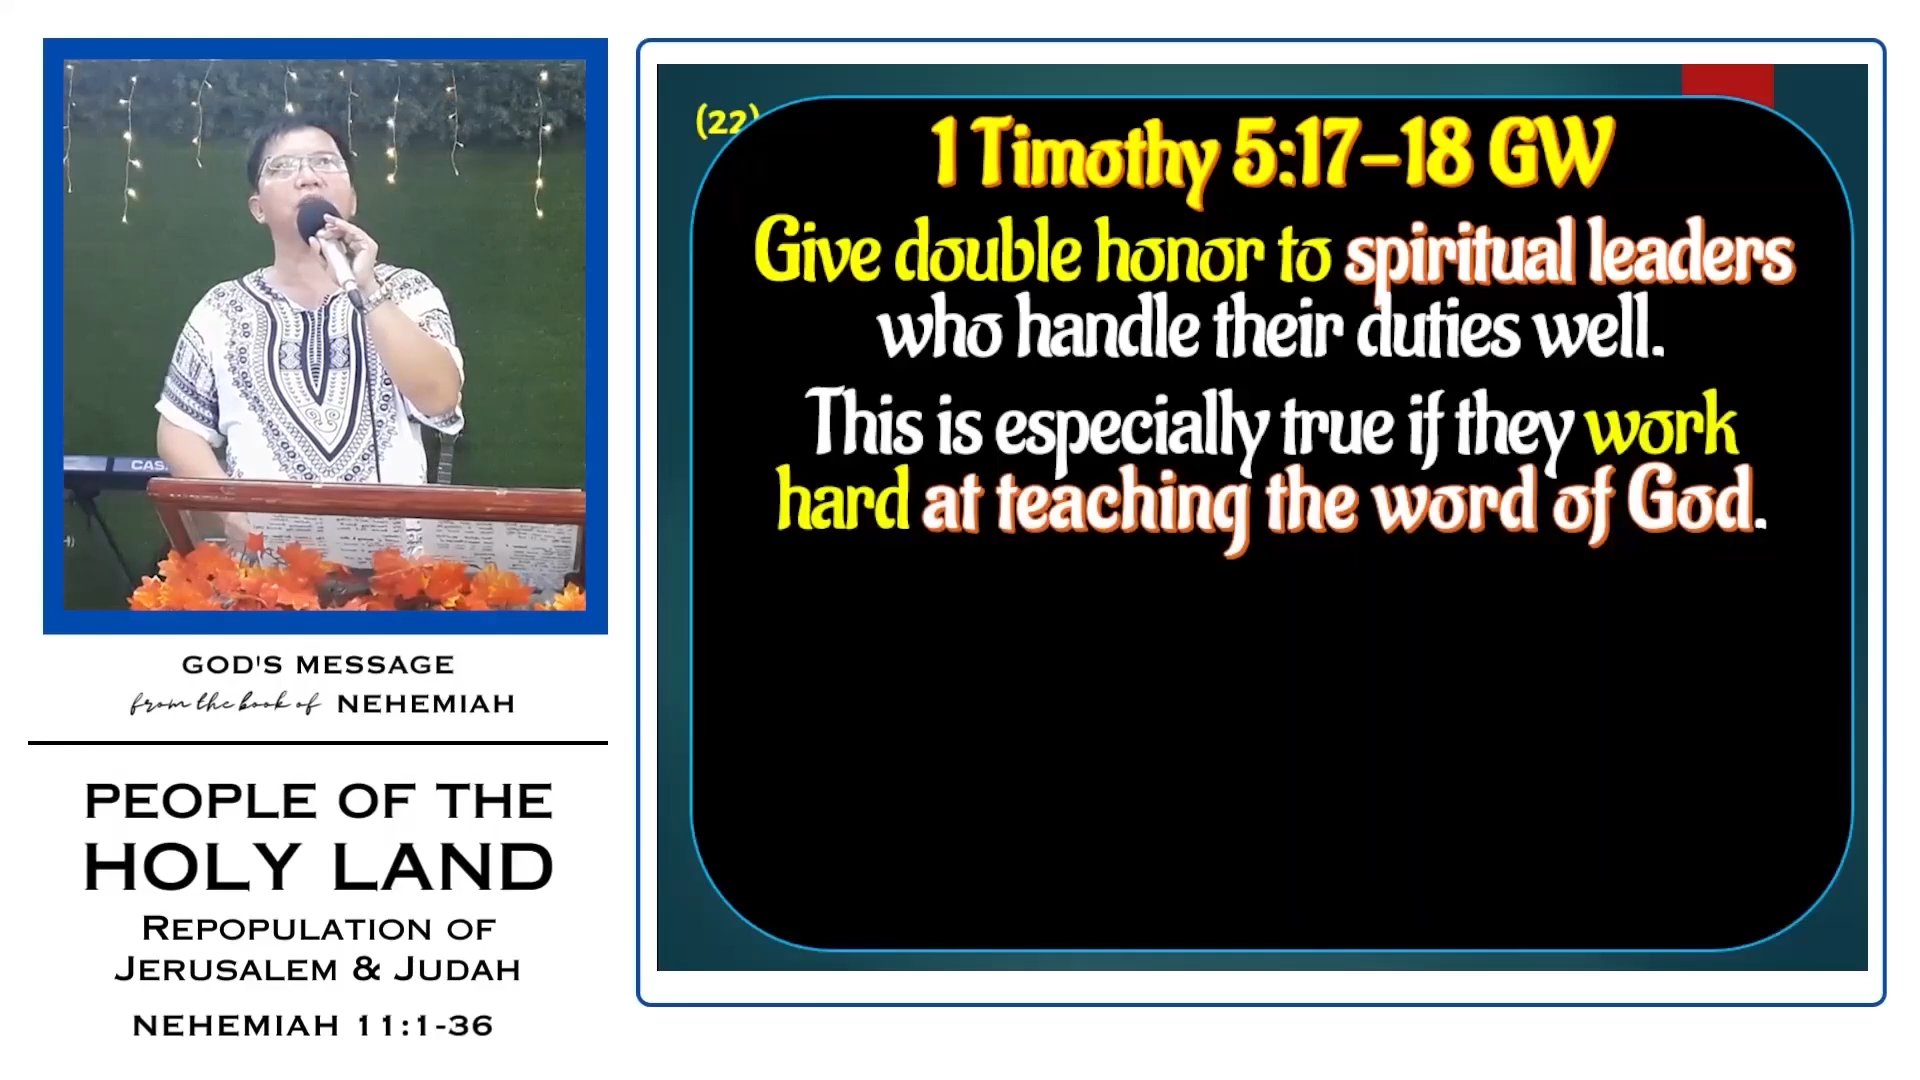 CAS
GOD'S MESSAGE
from the book of NEHEMIAH
PEOPLE OF THE
HOLY LAND
REPOPULATION OF
JERUSALEM & JUDAH
NEHEMIAH 11:1-36
(22)
1 Timothy 5:17–18 GW
Give double honor to spiritual leaders
who handle their duties well.
This is especially true if they work
hard at teaching the word of God.